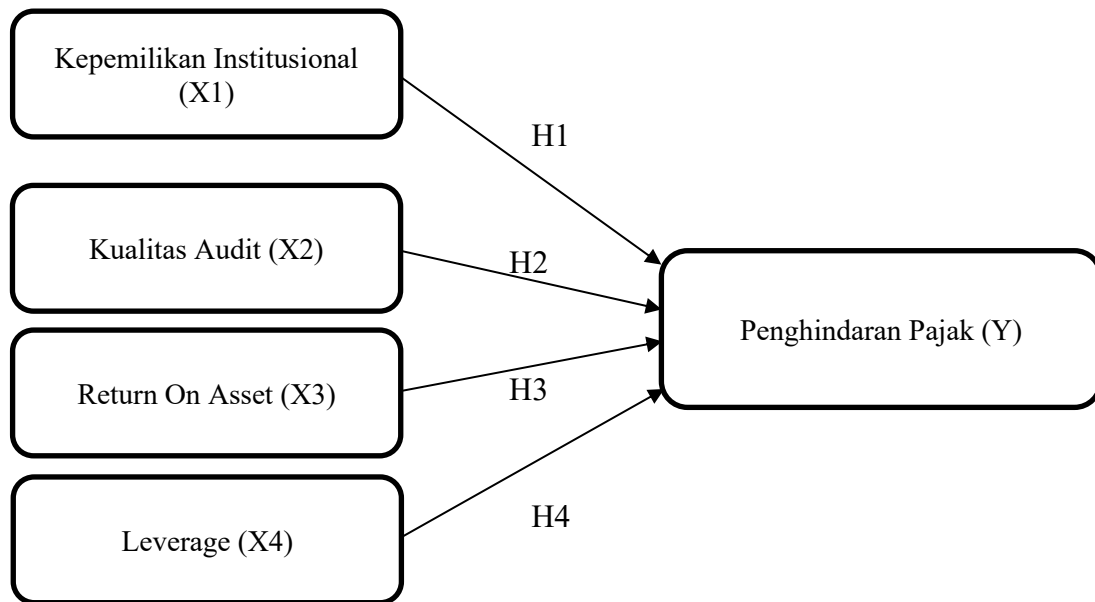 Kepemilikan Institusional
(X1)
H1
Kualitas Audit (X2)
H2
Penghindaran Pajak (Y)
Return On Asset (X3)
H3
Leverage (X4)
H4